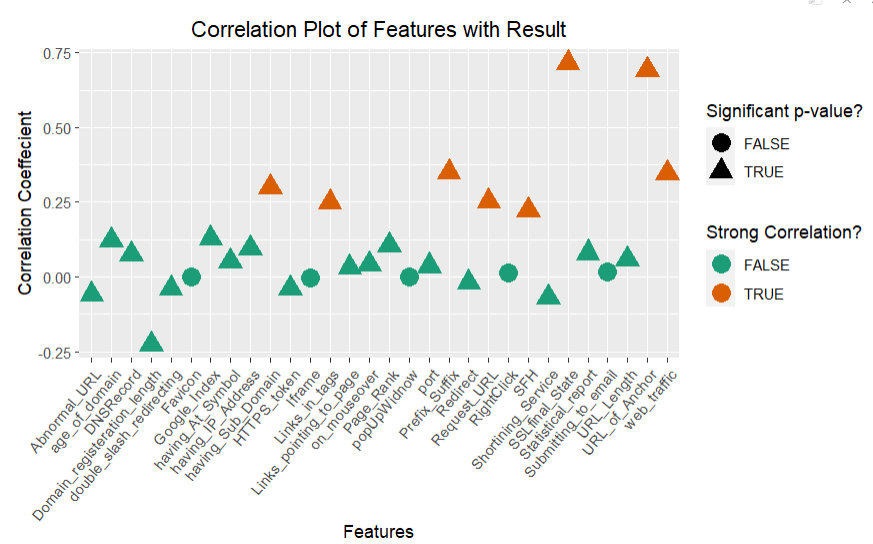 Correlation Plot of Features with Result
Correlation Coeffecient
0.75
0.50
0.25
0.00
-0.25
Abnormal_URL
age_of_domain
DNSRecord
Domain_registeration_length
double_slash_redirecting
Favicon
Google_Index
having_At_Symbol
having_IP_Address
having_Sub_Domain
HTTPS_token
Iframe
Links_in_tags
Links_pointing_to_page
on_mouseover
Page_Rank
popUpWidnow
port
Prefix_Suffix
Redirect
Request_URL
RightClick
SFH
Shortining_Service
SSLfinal_State
Statistical_report
Submitting_to_email
URL_Length
URL_of_Anchor
web_traffic
Features
Significant p-value?
FALSE
TRUE
Strong Correlation?
FALSE
TRUE